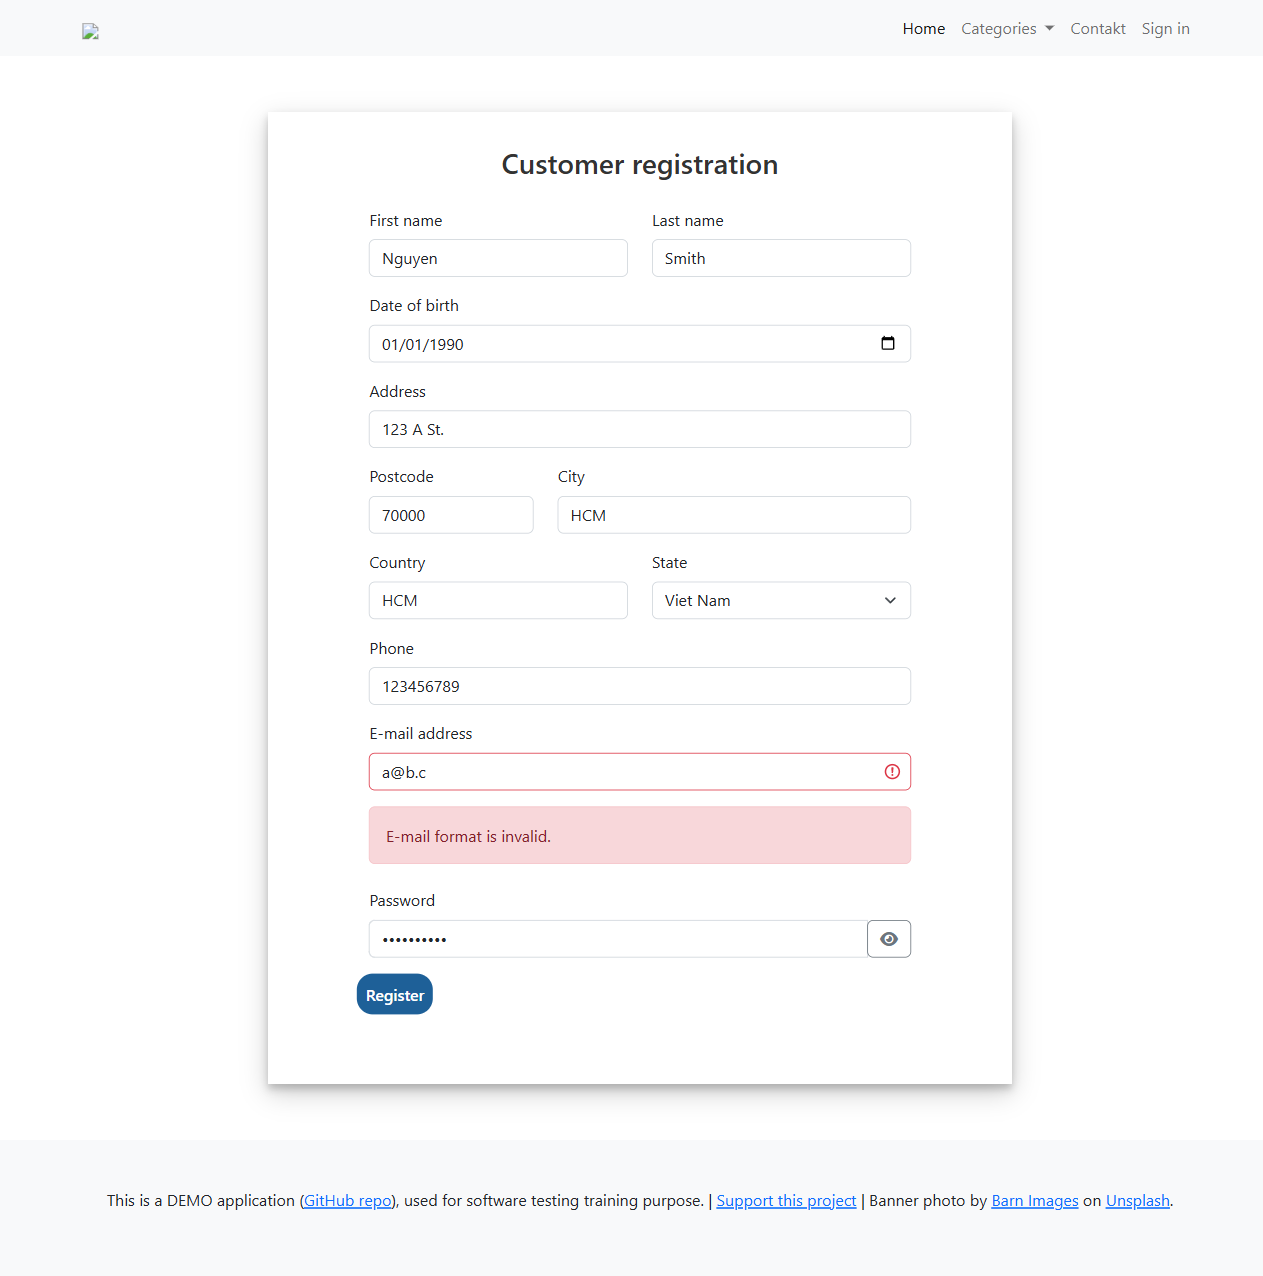 Home Categories Contakt Sign in
Customer registration
First name Last name
Nguyen Smith
Date of birth
01/01/1990
Address
123 A St.
Postcode City
70000 HCM
Country State
HCM Viet Nam
Phone
123456789
E-mail address
a@b.c
E-mail format is invalid.
Password
••••••••••
Register
This is a DEMO application (GitHub repo), used for software testing training purpose. | Support this project | Banner photo by Barn Images on Unsplash.